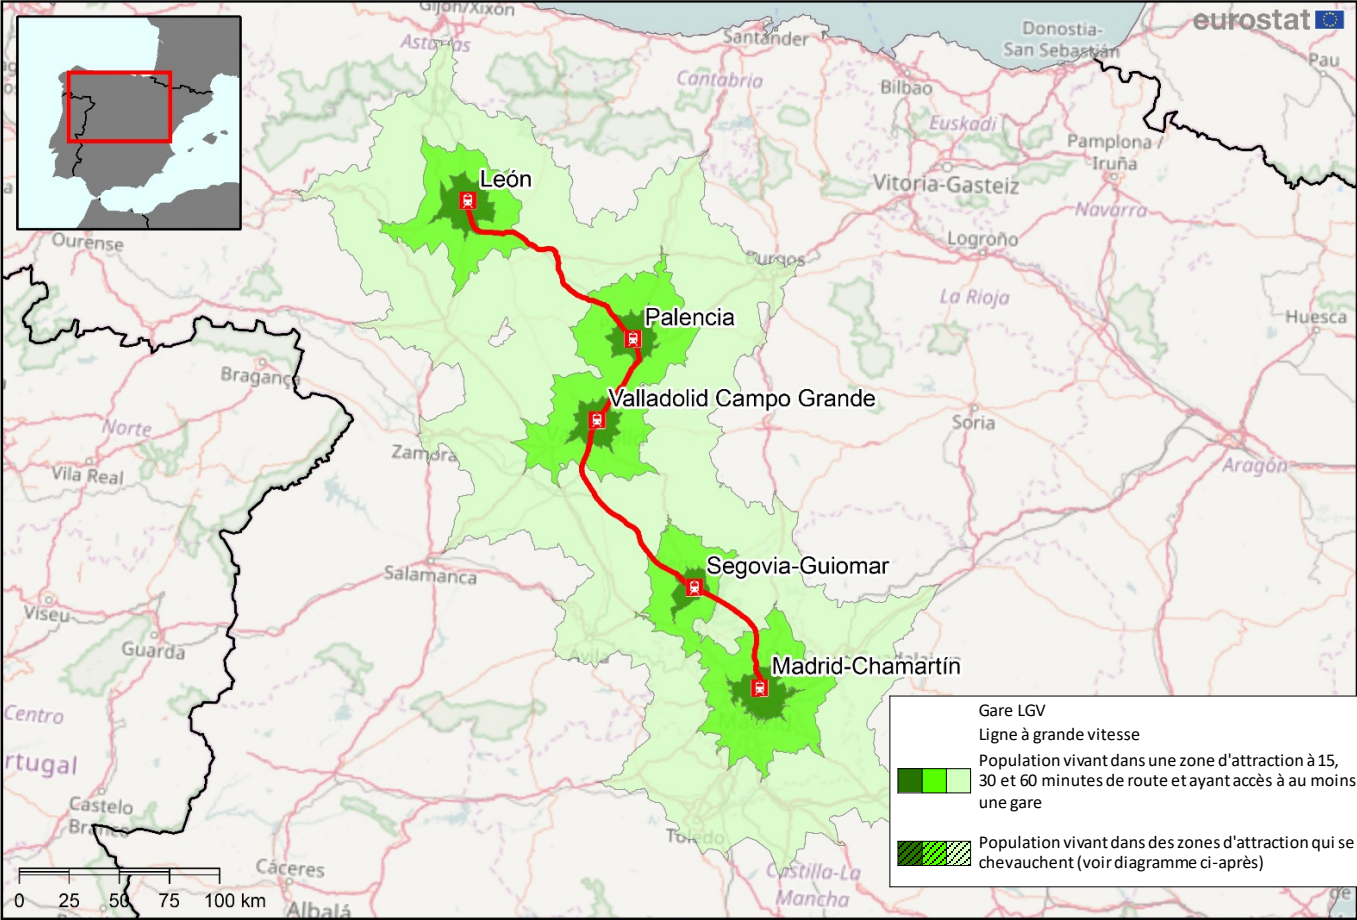 Gijón/Xixón
eurostat
Asturias
Santander
Donostia-
San Sebastián
Pau
Cantabria
Bilbao
Euskadi
Pamplona /
Iruña
León
Vitoria-Gasteiz
Navarra
Ourense
Logroño
Burgos
La Rioja
Palencia
Huesca
Bragança
Valladolid Campo Grande
Soria
Norte
Zamora
Aragón
Vila Real
Segovia-Guiomar
Salamanca
Viseu
Guarda
Ávila
Madrid-Chamartín
Centro
Madrid
rtugal
Gare LGV
Ligne à grande vitesse
Population vivant dans une zone d'attraction à 15,
30 et 60 minutes de route et ayant accès à au moins
une gare
Castelo
Branco
Toledo
Population vivant dans des zones d'attraction qui se
chevauchent (voir diagramme ci-après)
Cáceres
Castilla-La
Mancha
0 25 50 75 100 km
Albalá